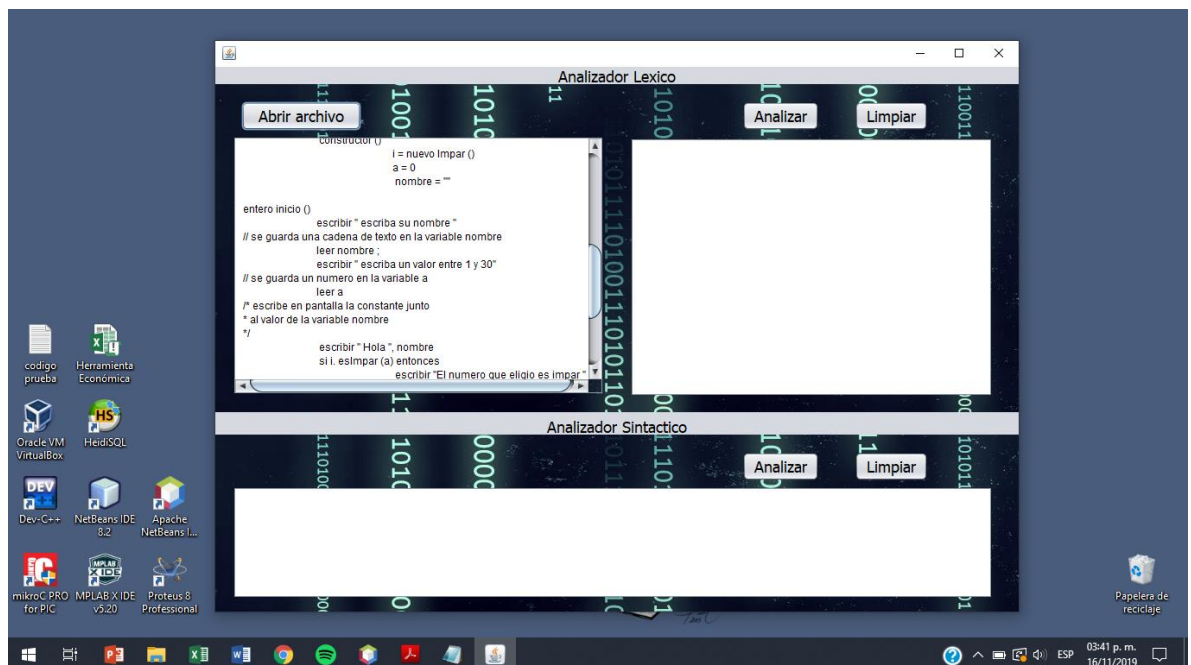 Analizador Lexico
Abrir archivo
Analizar
Limpiar
constructor ()
i = nuevo Impar ()
a = 0
nombre = ""
entero inicio ()
escribir " escriba su nombre "
// se guarda una cadena de texto en la variable nombre
leer nombre ;
escribir " escriba un valor entre 1 y 30"
// se guarda un numero en la variable a
leer a
/* escribe en pantalla la constante junto
* al valor de la variable nombre
*/
escribir " Hola ", nombre
si i. esImpar (a) entonces
escribir "El numero que eligio es impar "
Analizador Sintactico
Analizar
Limpiar
codigo
prueba
Herramienta
Económica
Oracle VM
VirtualBox
HS
HeidiSQL
DEV
C++
Dev-C++
NetBeans IDE
8.2
Apache
NetBeans I...
mikroC PRO
for PIC
MPLAB
X IDE
MPLAB X IDE
v5.20
Proteus 8
Professional
Papelera de
reciclaje
ESP
03:41 p. m.
16/11/2019